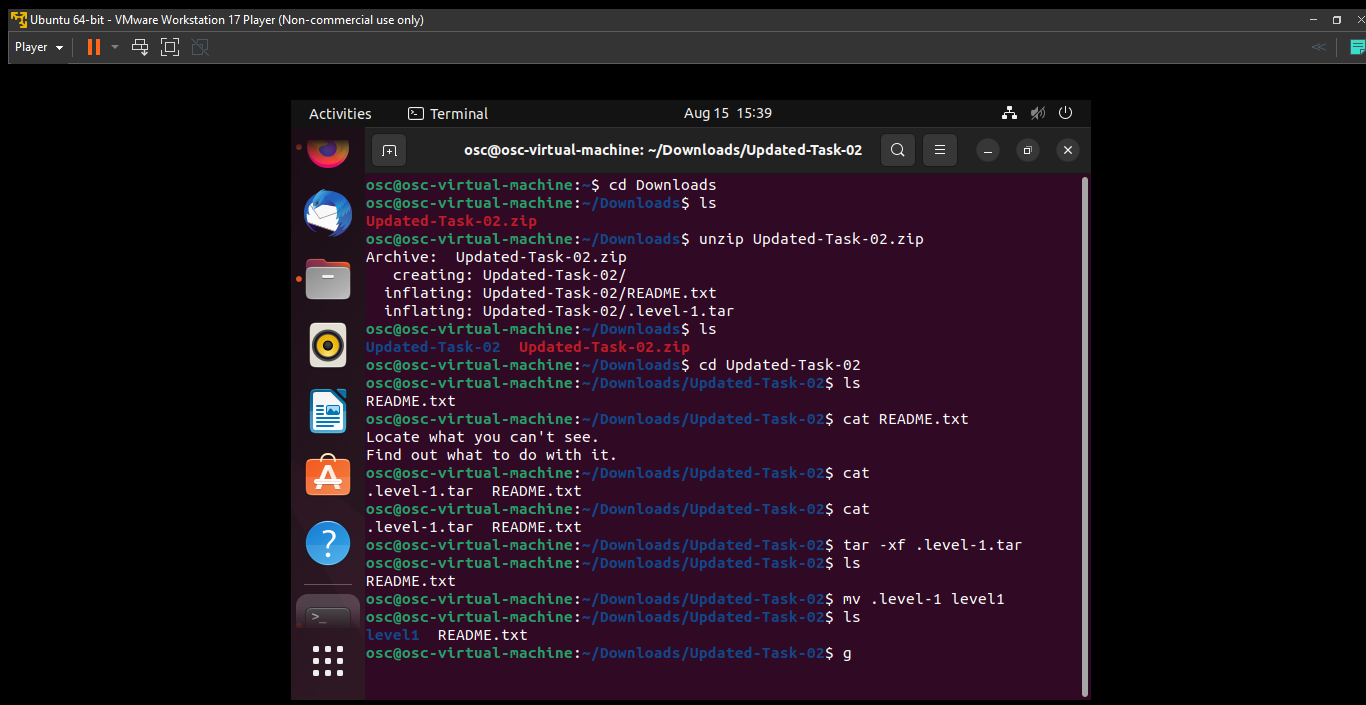 Ubuntu 64-bit - VMware Workstation 17 Player (Non-commercial use only)
Player
Activities Terminal Aug 15 15:39
osc@osc-virtual-machine: ~/Downloads/Updated-Task-02
osc@osc-virtual-machine:~$ cd Downloads
osc@osc-virtual-machine:~/Downloads$ ls
Updated-Task-02.zip
osc@osc-virtual-machine:~/Downloads$ unzip Updated-Task-02.zip
Archive:  Updated-Task-02.zip
   creating: Updated-Task-02/
  inflating: Updated-Task-02/README.txt
  inflating: Updated-Task-02/.level-1.tar
osc@osc-virtual-machine:~/Downloads$ ls
Updated-Task-02  Updated-Task-02.zip
osc@osc-virtual-machine:~/Downloads$ cd Updated-Task-02
osc@osc-virtual-machine:~/Downloads/Updated-Task-02$ ls
README.txt
osc@osc-virtual-machine:~/Downloads/Updated-Task-02$ cat README.txt
Locate what you can't see.
Find out what to do with it.
osc@osc-virtual-machine:~/Downloads/Updated-Task-02$ cat
.level-1.tar  README.txt
osc@osc-virtual-machine:~/Downloads/Updated-Task-02$ cat
.level-1.tar  README.txt
osc@osc-virtual-machine:~/Downloads/Updated-Task-02$ tar -xf .level-1.tar
osc@osc-virtual-machine:~/Downloads/Updated-Task-02$ ls
README.txt
osc@osc-virtual-machine:~/Downloads/Updated-Task-02$ mv .level-1 level1
osc@osc-virtual-machine:~/Downloads/Updated-Task-02$ ls
level1  README.txt
osc@osc-virtual-machine:~/Downloads/Updated-Task-02$ g